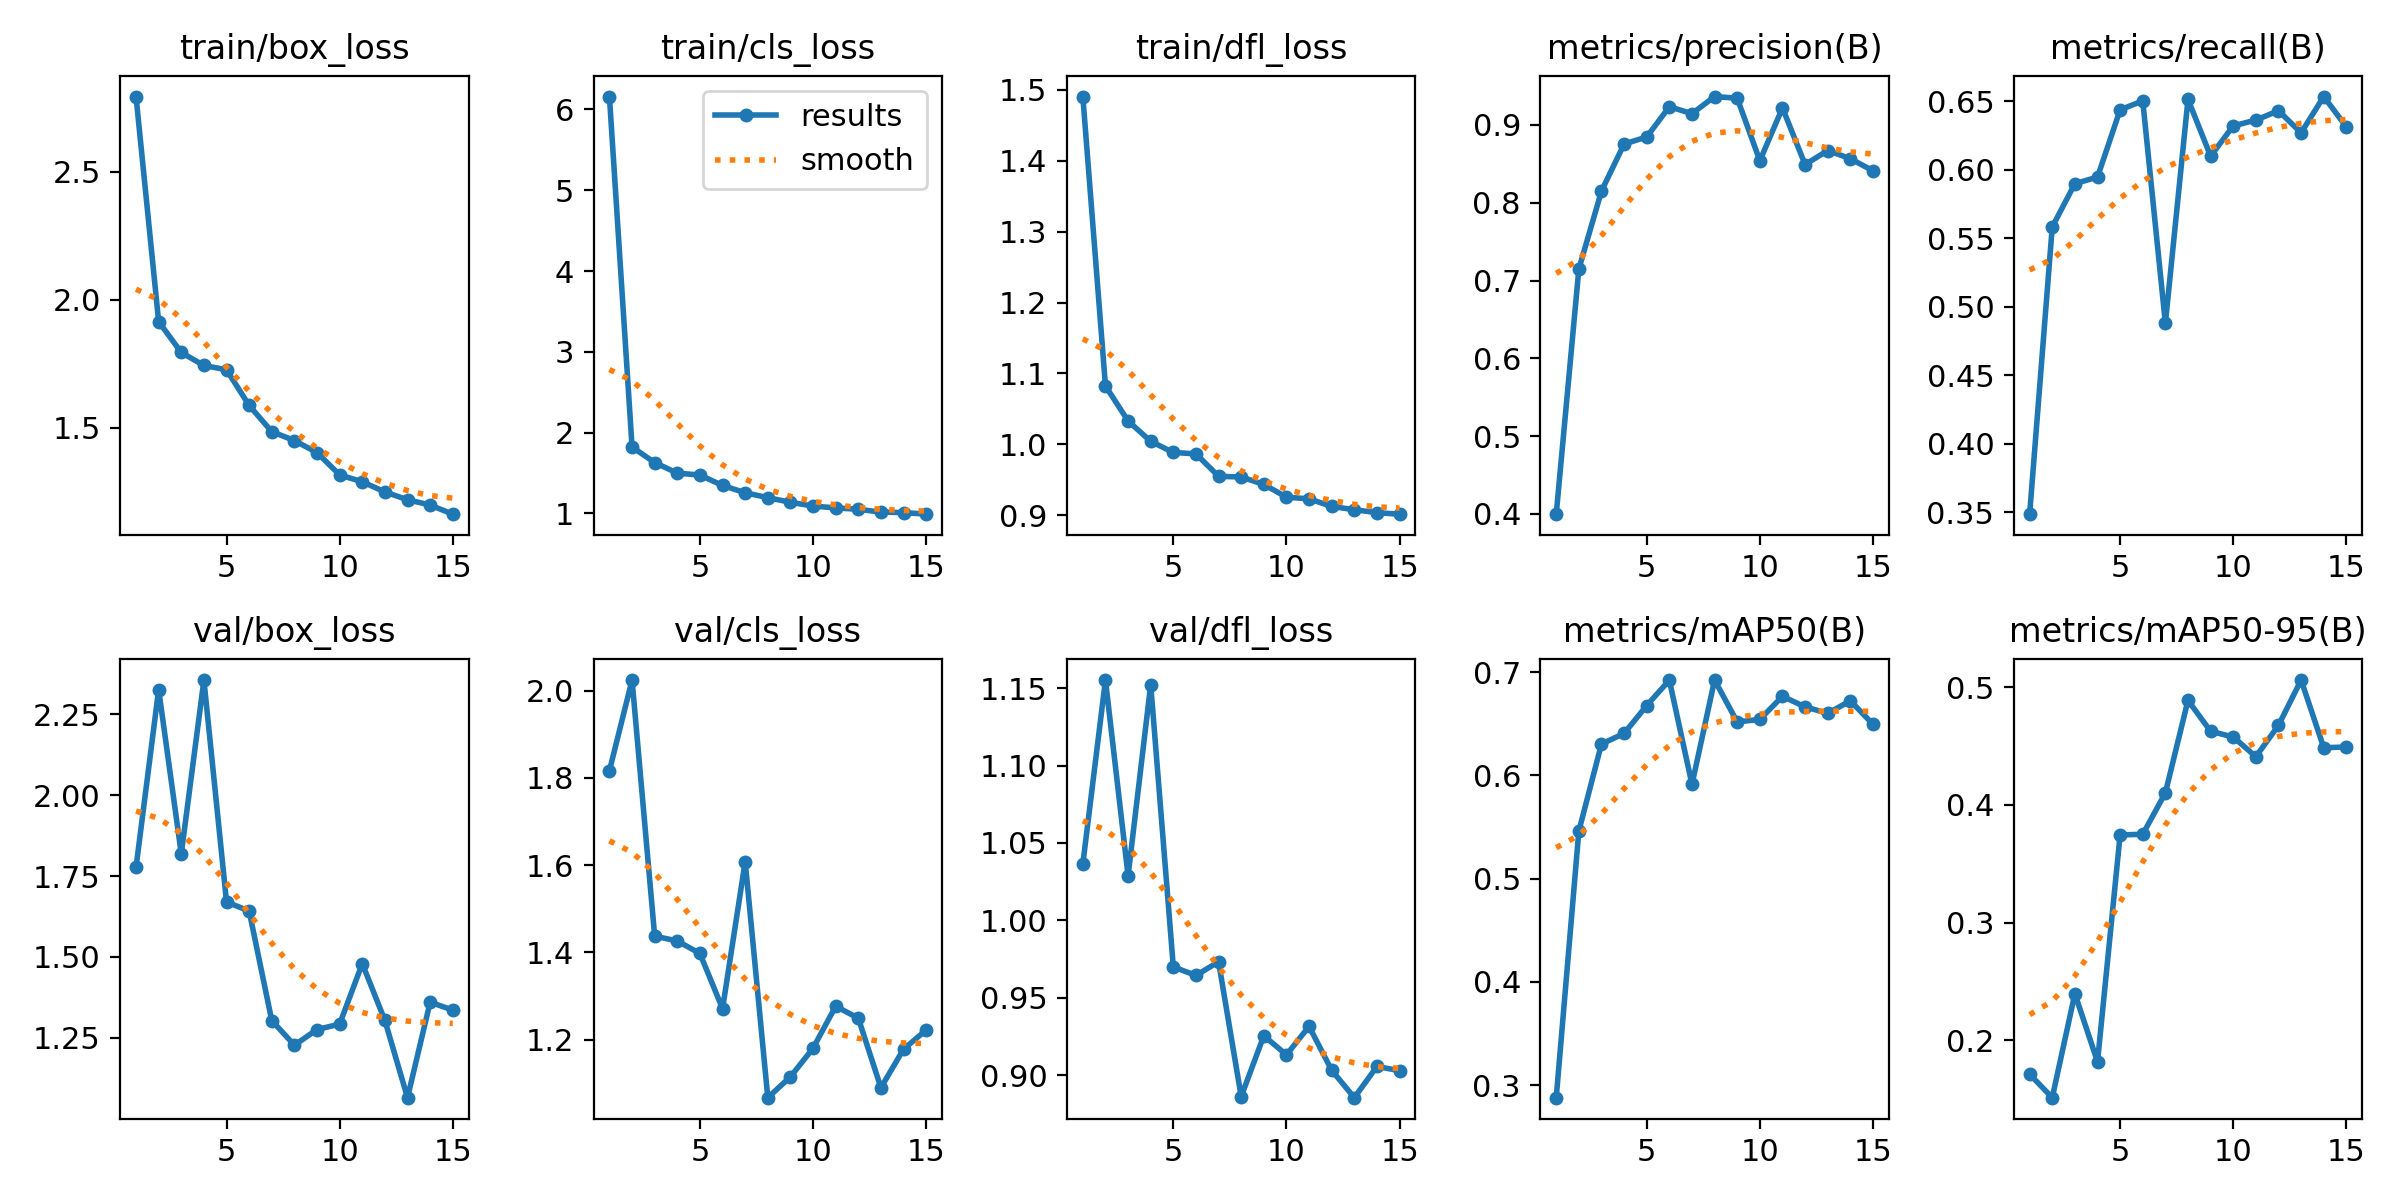 train/box_loss
2.5
2.0
1.5
5 10 15
train/cls_loss
results
smooth
6
5
4
3
2
1
5 10 15
train/dfl_loss
1.5
1.4
1.3
1.2
1.1
1.0
0.9
5 10 15
metrics/precision(B)
0.9
0.8
0.7
0.6
0.5
0.4
5 10 15
metrics/recall(B)
0.65
0.60
0.55
0.50
0.45
0.40
0.35
5 10 15
val/box_loss
2.25
2.00
1.75
1.50
1.25
5 10 15
val/cls_loss
2.0
1.8
1.6
1.4
1.2
5 10 15
val/dfl_loss
1.15
1.10
1.05
1.00
0.95
0.90
5 10 15
metrics/mAP50(B)
0.7
0.6
0.5
0.4
0.3
5 10 15
metrics/mAP50-95(B)
0.5
0.4
0.3
0.2
5 10 15